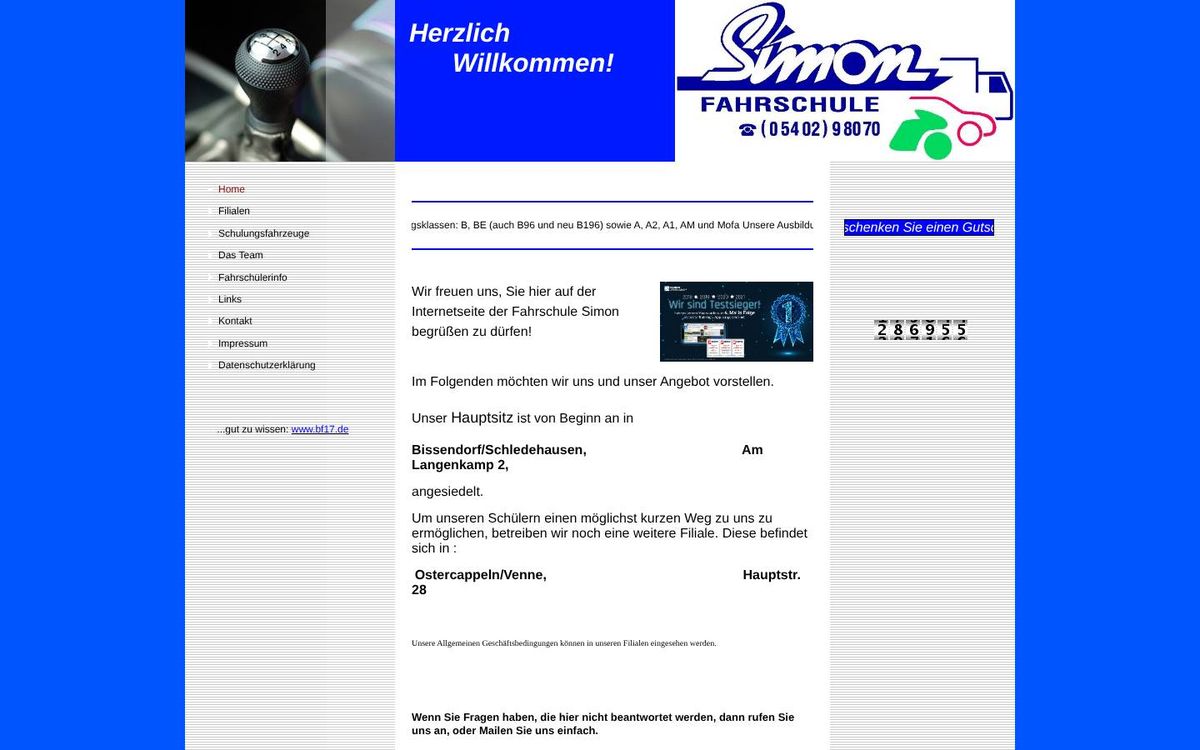 Herzlich
Willkommen!
Simon
FAHRSCHULE
☎ (05402) 98070
Home
Filialen
Schulungsfahrzeuge
Das Team
Fahrschülerinfo
Links
Kontakt
Impressum
Datenschutzerklärung
...gut zu wissen: www.bf17.de
gsklassen: B, BE (auch B96 und neu B196) sowie A, A2, A1, AM und Mofa Unsere Ausbildu
Wir freuen uns, Sie hier auf der
Internetseite der Fahrschule Simon
begrüßen zu dürfen!
Wir sind Testsieger!
1
Im Folgenden möchten wir uns und unser Angebot vorstellen.
Unser Hauptsitz ist von Beginn an in
Bissendorf/Schledehausen, Am
Langenkamp 2,
angesiedelt.
Um unseren Schülern einen möglichst kurzen Weg zu uns zu
ermöglichen, betreiben wir noch eine weitere Filiale. Diese befindet
sich in :
Ostercappeln/Venne, Hauptstr.
28
Unsere Allgemeinen Geschäftsbedingungen können in unseren Filialen eingesehen werden.
Wenn Sie Fragen haben, die hier nicht beantwortet werden, dann rufen Sie
uns an, oder Mailen Sie uns einfach.
schenken Sie einen Gutsc
286955